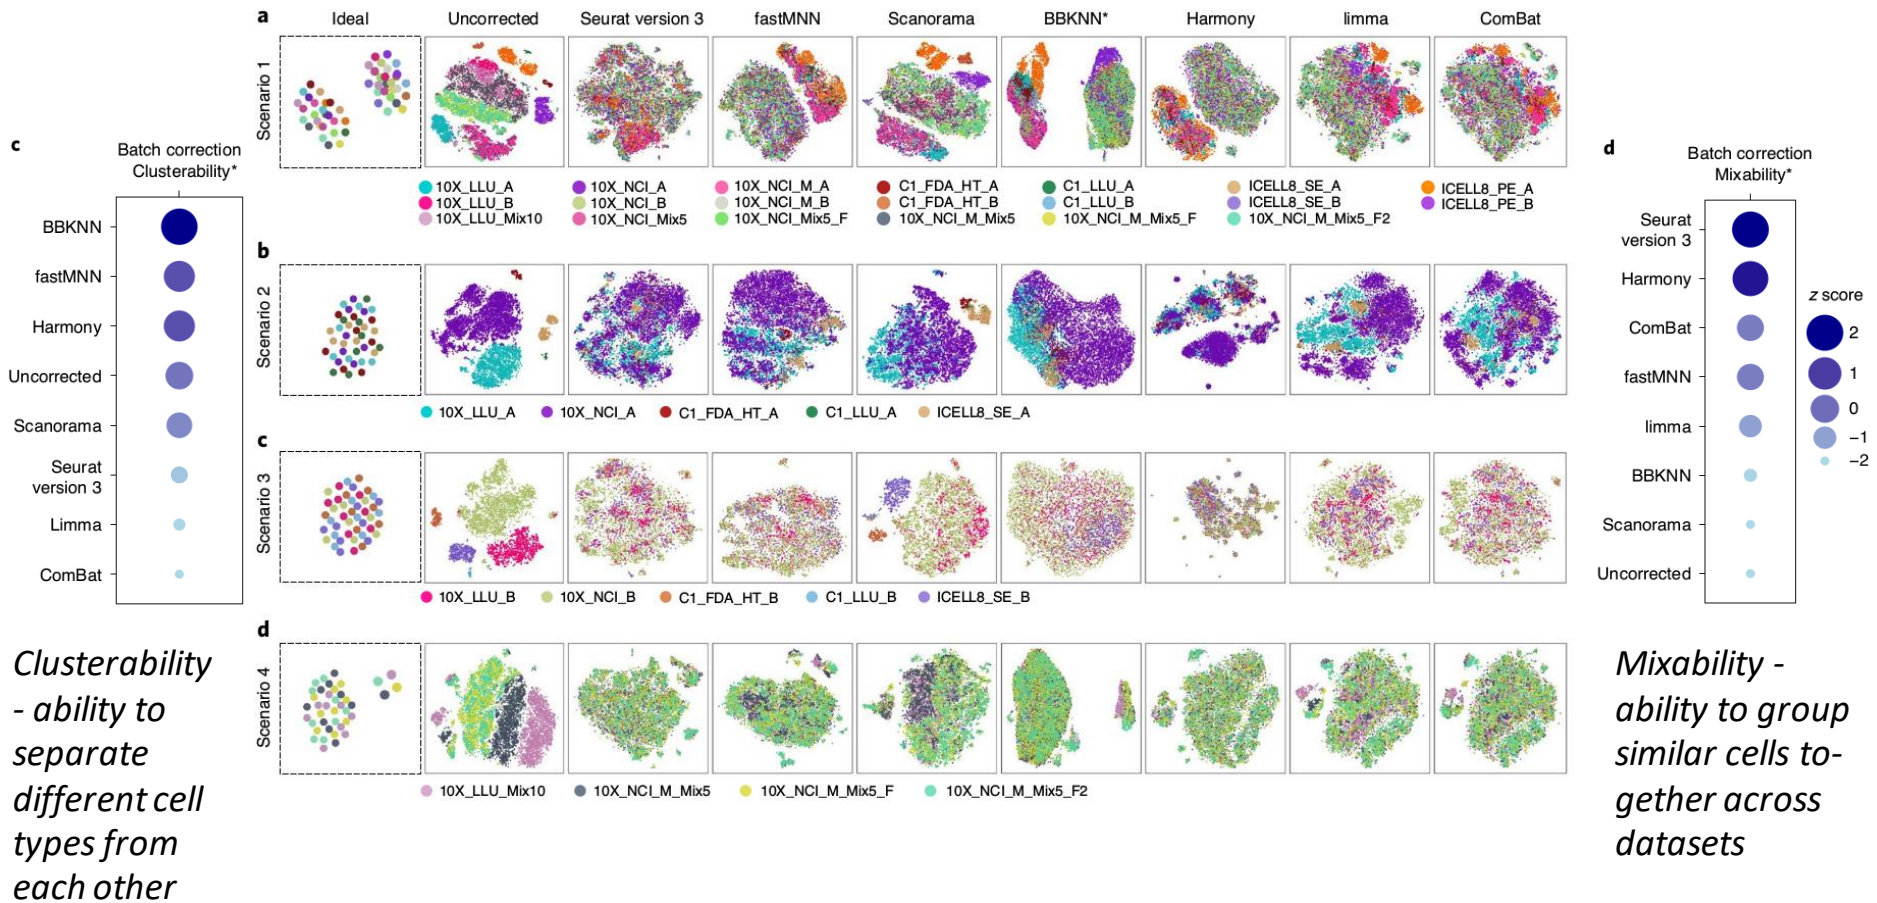 a
Ideal
Uncorrected
Seurat version 3
fastMNN
Scanorama
BBKNN*
Harmony
limma
ComBat
Scenario 1
10X_LLU_A
10X_NCI_A
10X_NCI_M_A
C1_FDA_HT_A
C1_LLU_A
ICELL8_SE_A
ICELL8_PE_A
10X_LLU_B
10X_NCI_B
10X_NCI_M_B
C1_FDA_HT_B
C1_LLU_B
ICELL8_SE_B
ICELL8_PE_B
10X_LLU_Mix10
10X_NCI_Mix5
10X_NCI_Mix5_F
10X_NCI_M_Mix5
10X_NCI_M_Mix5_F
10X_NCI_M_Mix5_F2
b
Scenario 2
10X_LLU_A
10X_NCI_A
C1_FDA_HT_A
C1_LLU_A
ICELL8_SE_A
c
Scenario 3
10X_LLU_B
10X_NCI_B
C1_FDA_HT_B
C1_LLU_B
ICELL8_SE_B
d
Scenario 4
10X_LLU_Mix10
10X_NCI_M_Mix5
10X_NCI_M_Mix5_F
10X_NCI_M_Mix5_F2
c
Batch correction
Clusterability*
BBKNN
fastMNN
Harmony
Uncorrected
Scanorama
Seurat
version 3
Limma
ComBat
Clusterability
- ability to
separate
different cell
types from
each other
d
Batch correction
Mixability*
Seurat
version 3
Harmony
ComBat
fastMNN
limma
BBKNN
Scanorama
Uncorrected
z score
2
1
0
−1
−2
Mixability -
ability to group
similar cells to-
gether across
datasets